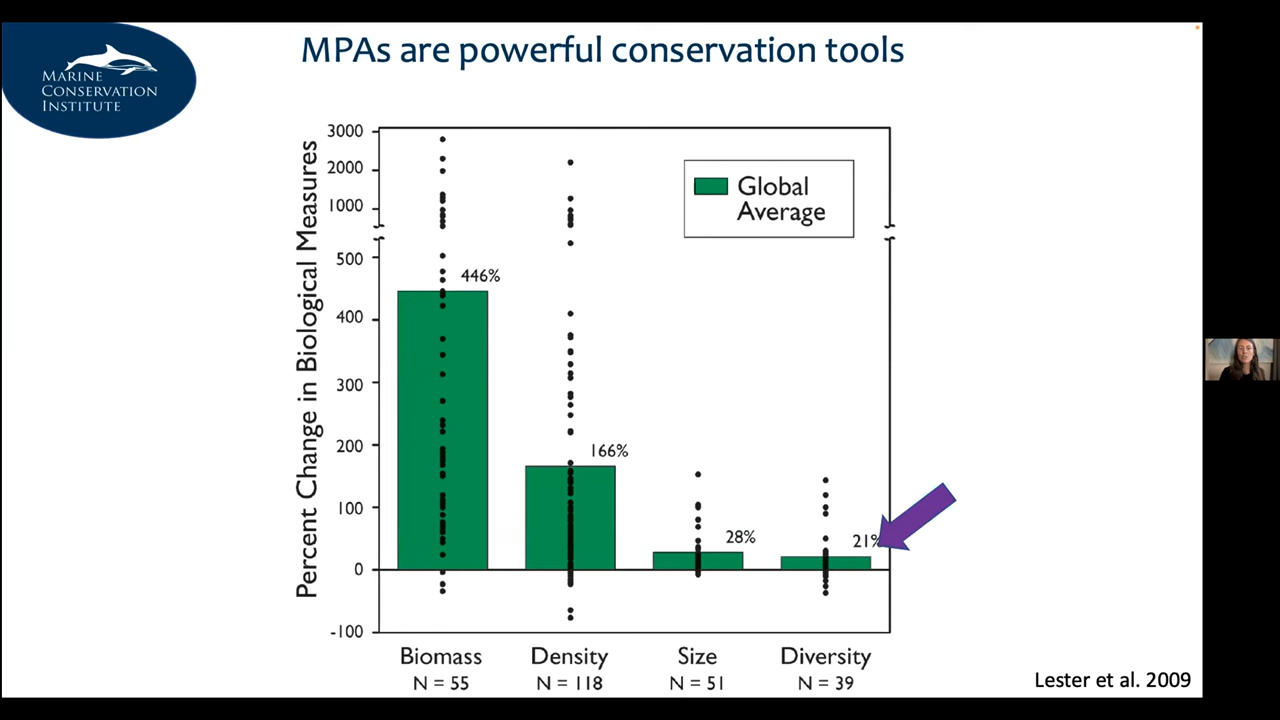 MARINE
CONSERVATION
INSTITUTE
MPAs are powerful conservation tools
Percent Change in Biological Measures
3000
2000
1000
500
400
300
200
100
0
-100
Global
Average
446%
166%
28%
21%
Biomass
Density
Size
Diversity
N = 55
N = 118
N = 51
N = 39
Lester et al. 2009